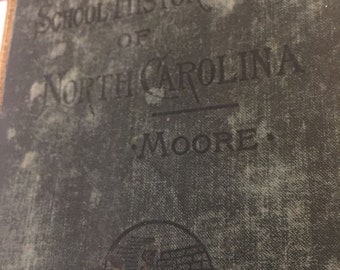 SCHOOL HISTORY
OF
NORTH CAROLINA
·MOORE·